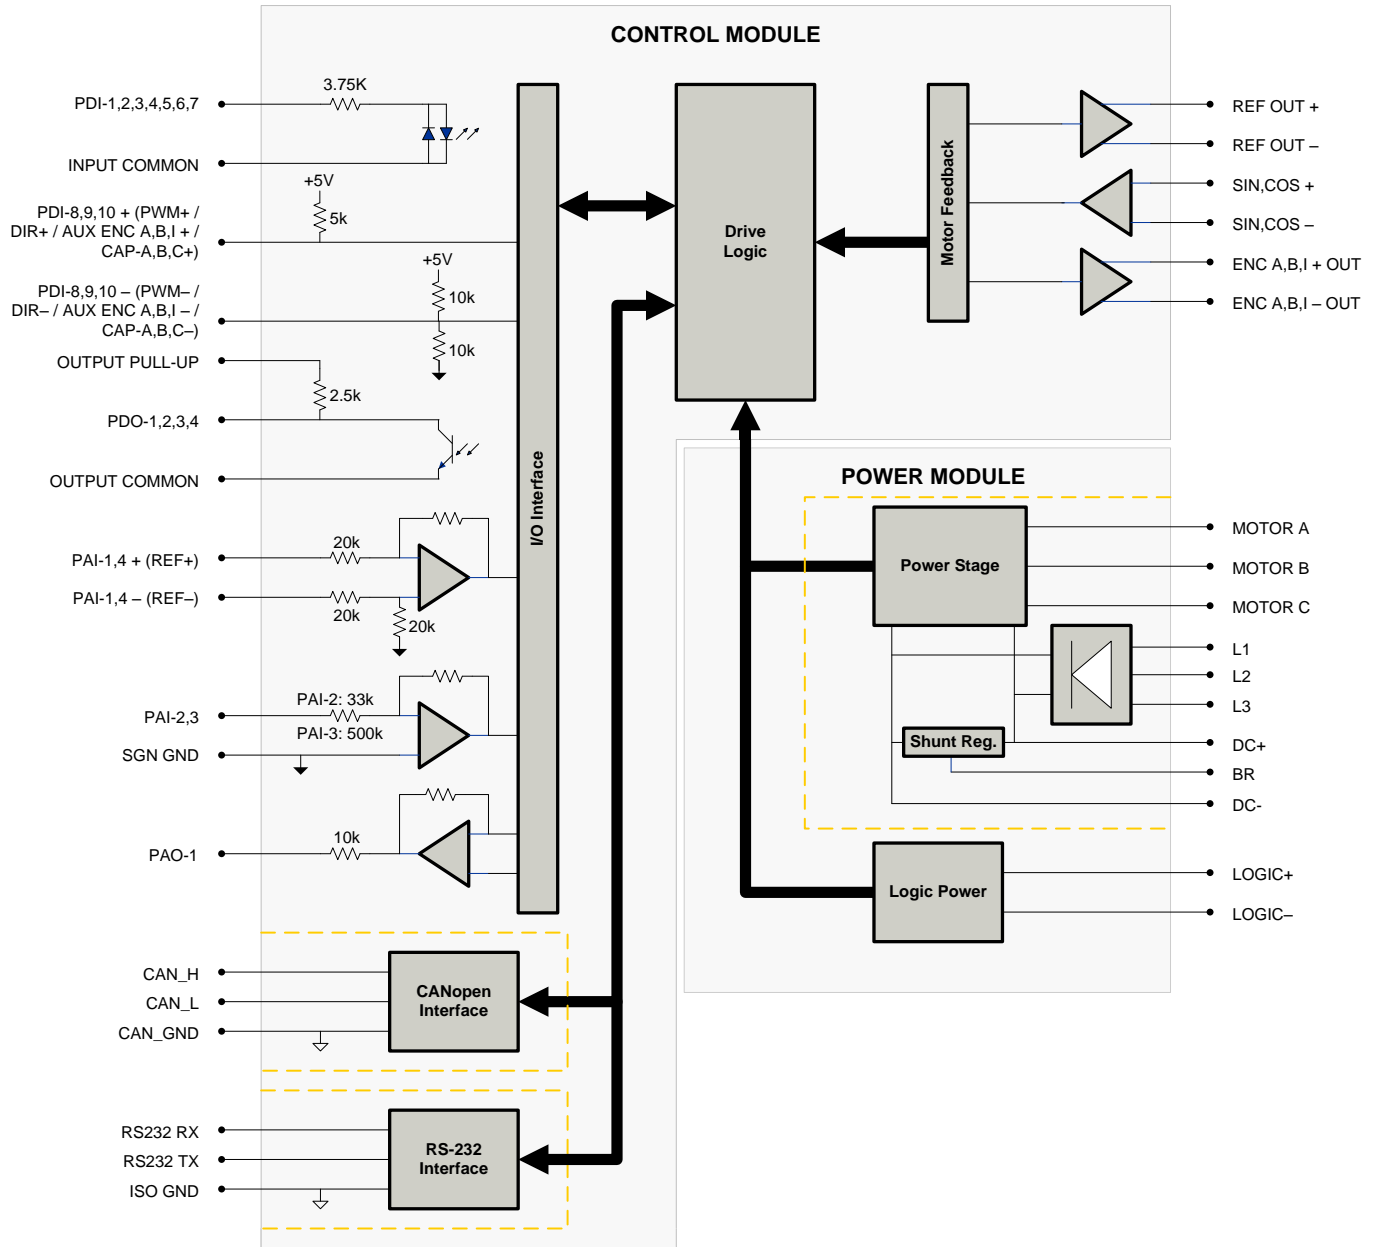 CONTROL MODULE
PDI-1,2,3,4,5,6,7
3.75K
INPUT COMMON
+5V
5k
PDI-8,9,10 + (PWM+ /
DIR+ / AUX ENC A,B,I + /
CAP-A,B,C+)
+5V
10k
PDI-8,9,10 – (PWM– /
DIR– / AUX ENC A,B,I – /
CAP-A,B,C–)
10k
OUTPUT PULL-UP
2.5k
PDO-1,2,3,4
OUTPUT COMMON
PAI-1,4 + (REF+)
20k
PAI-1,4 – (REF–)
20k
20k
PAI-2,3
PAI-2: 33k
PAI-3: 500k
SGN GND
PAO-1
10k
I/O Interface
CAN_H
CAN_L
CAN_GND
CANopen
Interface
RS232 RX
RS232 TX
ISO GND
RS-232
Interface
Drive
Logic
Motor Feedback
REF OUT +
REF OUT –
SIN,COS +
SIN,COS –
ENC A,B,I + OUT
ENC A,B,I – OUT
POWER MODULE
Power Stage
MOTOR A
MOTOR B
MOTOR C
L1
L2
L3
Shunt Reg.
DC+
BR
DC-
Logic Power
LOGIC+
LOGIC–